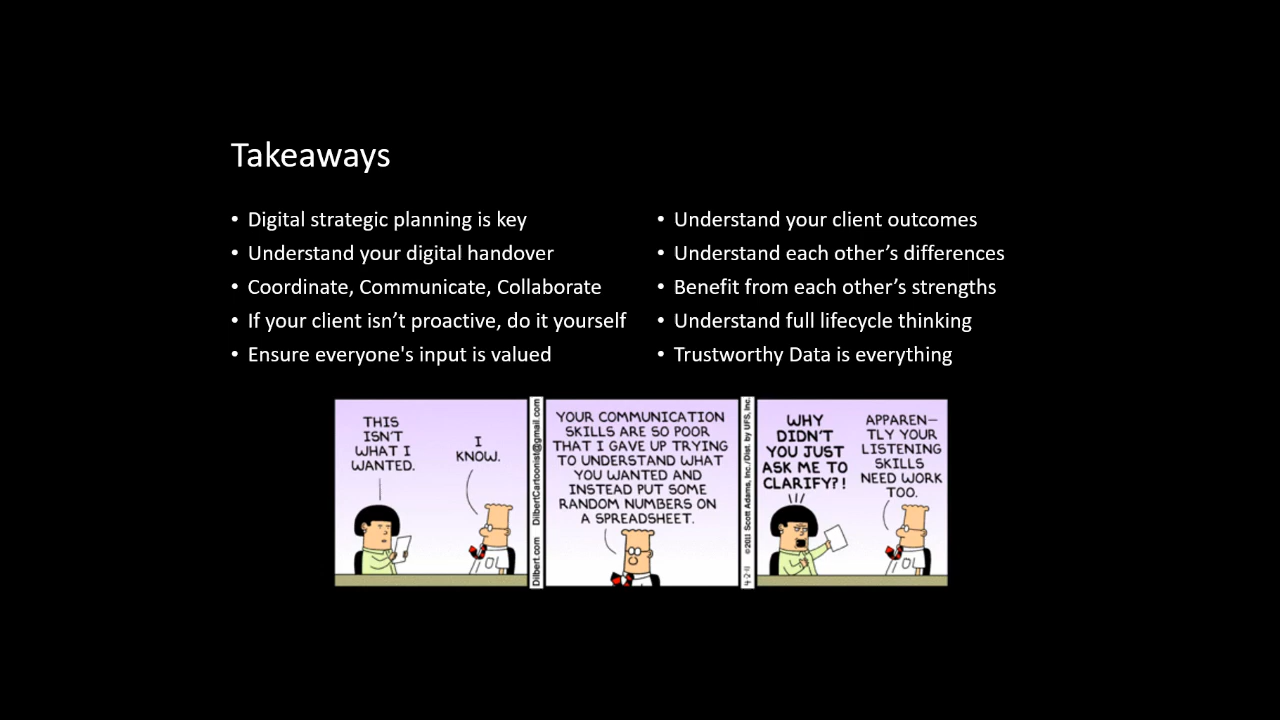 Takeaways
• Digital strategic planning is key
• Understand your digital handover
• Coordinate, Communicate, Collaborate
• If your client isn’t proactive, do it yourself
• Ensure everyone's input is valued
• Understand your client outcomes
• Understand each other’s differences
• Benefit from each other’s strengths
• Understand full lifecycle thinking
• Trustworthy Data is everything
THIS
ISN'T
WHAT I
WANTED.
I
KNOW.
Dilbert.com DilbertCartoonist@gmail.com
YOUR COMMUNICATION
SKILLS ARE SO POOR
THAT I GAVE UP TRYING
TO UNDERSTAND WHAT
YOU WANTED AND
INSTEAD PUT SOME
RANDOM NUMBERS ON
A SPREADSHEET.
4-2-11 ©2011 Scott Adams, Inc./Dist. by UFS, Inc.
WHY
DIDN'T
YOU JUST
ASK ME TO
CLARIFY?!
APPAREN–
TLY YOUR
LISTENING
SKILLS
NEED WORK
TOO.